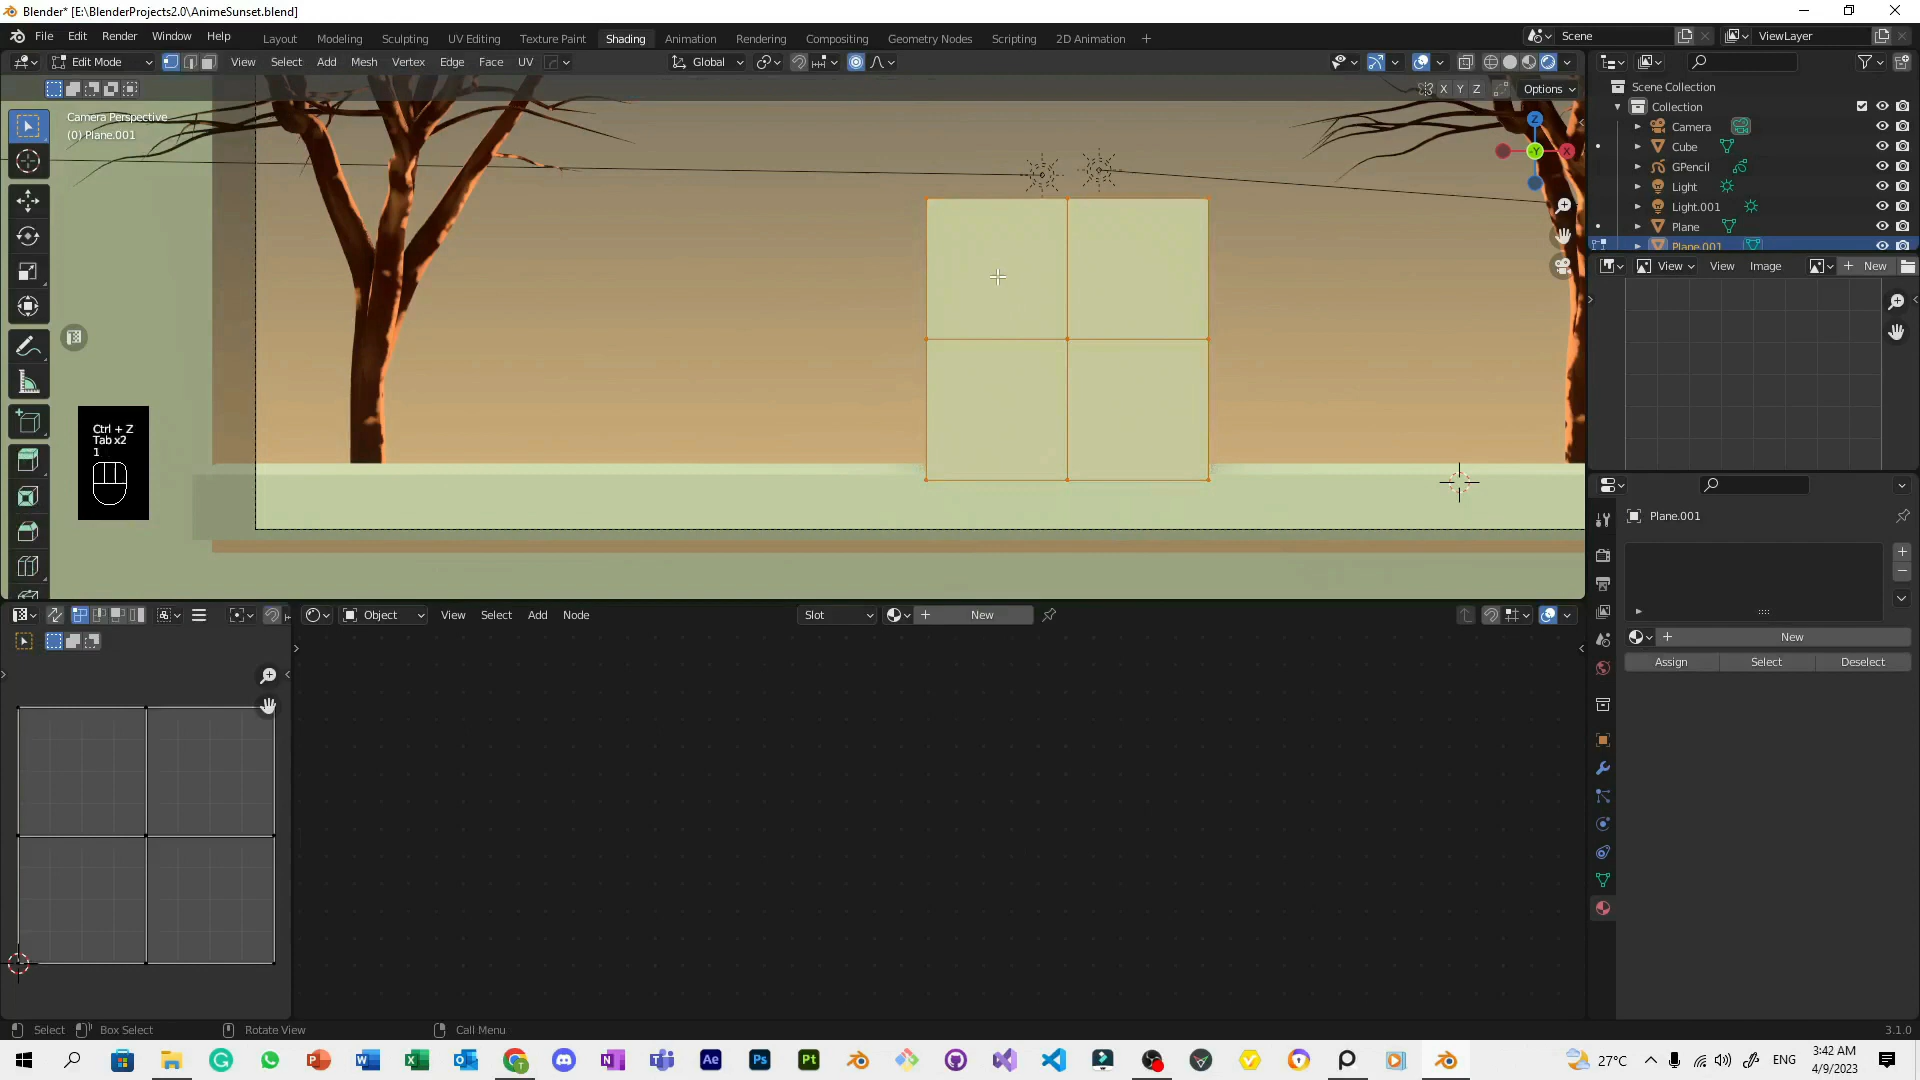 Blender* [E:\BlenderProjects2.0\AnimeSunset.blend]
File Edit Render Window Help Layout Modeling Sculpting UV Editing Texture Paint Shading Animation Rendering Compositing Geometry Nodes Scripting 2D Animation + Scene ViewLayer
Edit Mode View Select Add Mesh Vertex Edge Face UV Global
X Y Z Options
Scene Collection
Collection
Camera
Cube
GPencil
Light
Light.001
Plane
Plane.001
Camera Perspective
(0) Plane.001
Z
-Y
X
View View Image + New
Ctrl + Z
Tab x2
1
Plane.001
+ New
Assign Select Deselect
Object View Select Add Node Slot + New
Select Box Select Rotate View Call Menu 3.1.0
27°C ENG 3:42 AM
4/9/2023